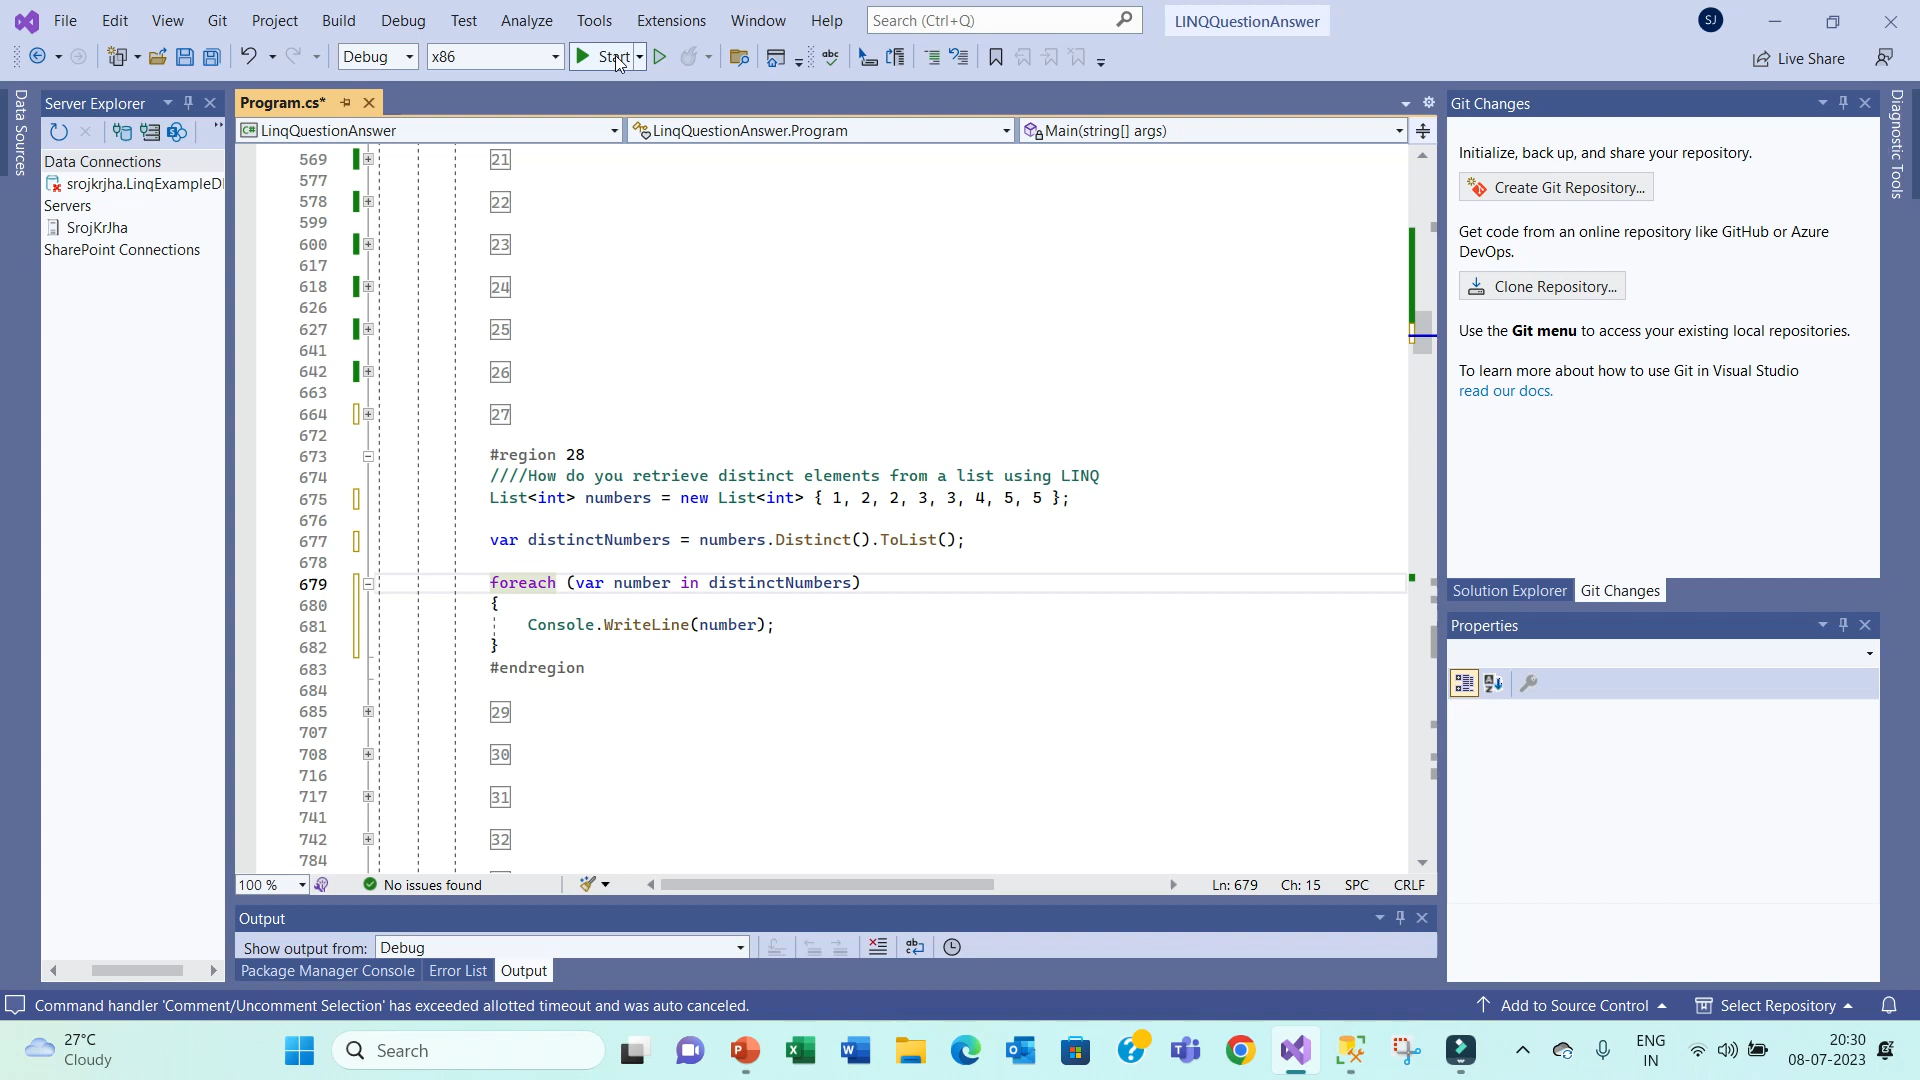 File Edit View Git Project Build Debug Test Analyze Tools Extensions Window Help Search (Ctrl+Q) LINQQuestionAnswer SJ
Debug x86 Start Live Share
Data Sources
Server Explorer
Data Connections
srojkrjha.LinqExampleD
Servers
SrojKrJha
SharePoint Connections
Program.cs*
LinqQuestionAnswer LinqQuestionAnswer.Program Main(string[] args)
569 21
577
578 22
599
600 23
617
618 24
626
627 25
641
642 26
663
664 27
672
673 #region 28
674 ////How do you retrieve distinct elements from a list using LINQ
675 List<int> numbers = new List<int> { 1, 2, 2, 3, 3, 4, 5, 5 };
676
677 var distinctNumbers = numbers.Distinct().ToList();
678
679 foreach (var number in distinctNumbers)
680 {
681 Console.WriteLine(number);
682 }
683 #endregion
684
685 29
707
708 30
716
717 31
741
742 32
784
100 % No issues found Ln: 679 Ch: 15 SPC CRLF
Output
Show output from: Debug
Package Manager Console Error List Output
Git Changes
Initialize, back up, and share your repository.
Create Git Repository...
Get code from an online repository like GitHub or Azure
DevOps.
Clone Repository...
Use the Git menu to access your existing local repositories.
To learn more about how to use Git in Visual Studio
read our docs.
Solution Explorer Git Changes
Properties
Diagnostic Tools
Command handler 'Comment/Uncomment Selection' has exceeded allotted timeout and was auto canceled. Add to Source Control Select Repository
27°C
Cloudy
Search
ENG
IN
20:30
08-07-2023